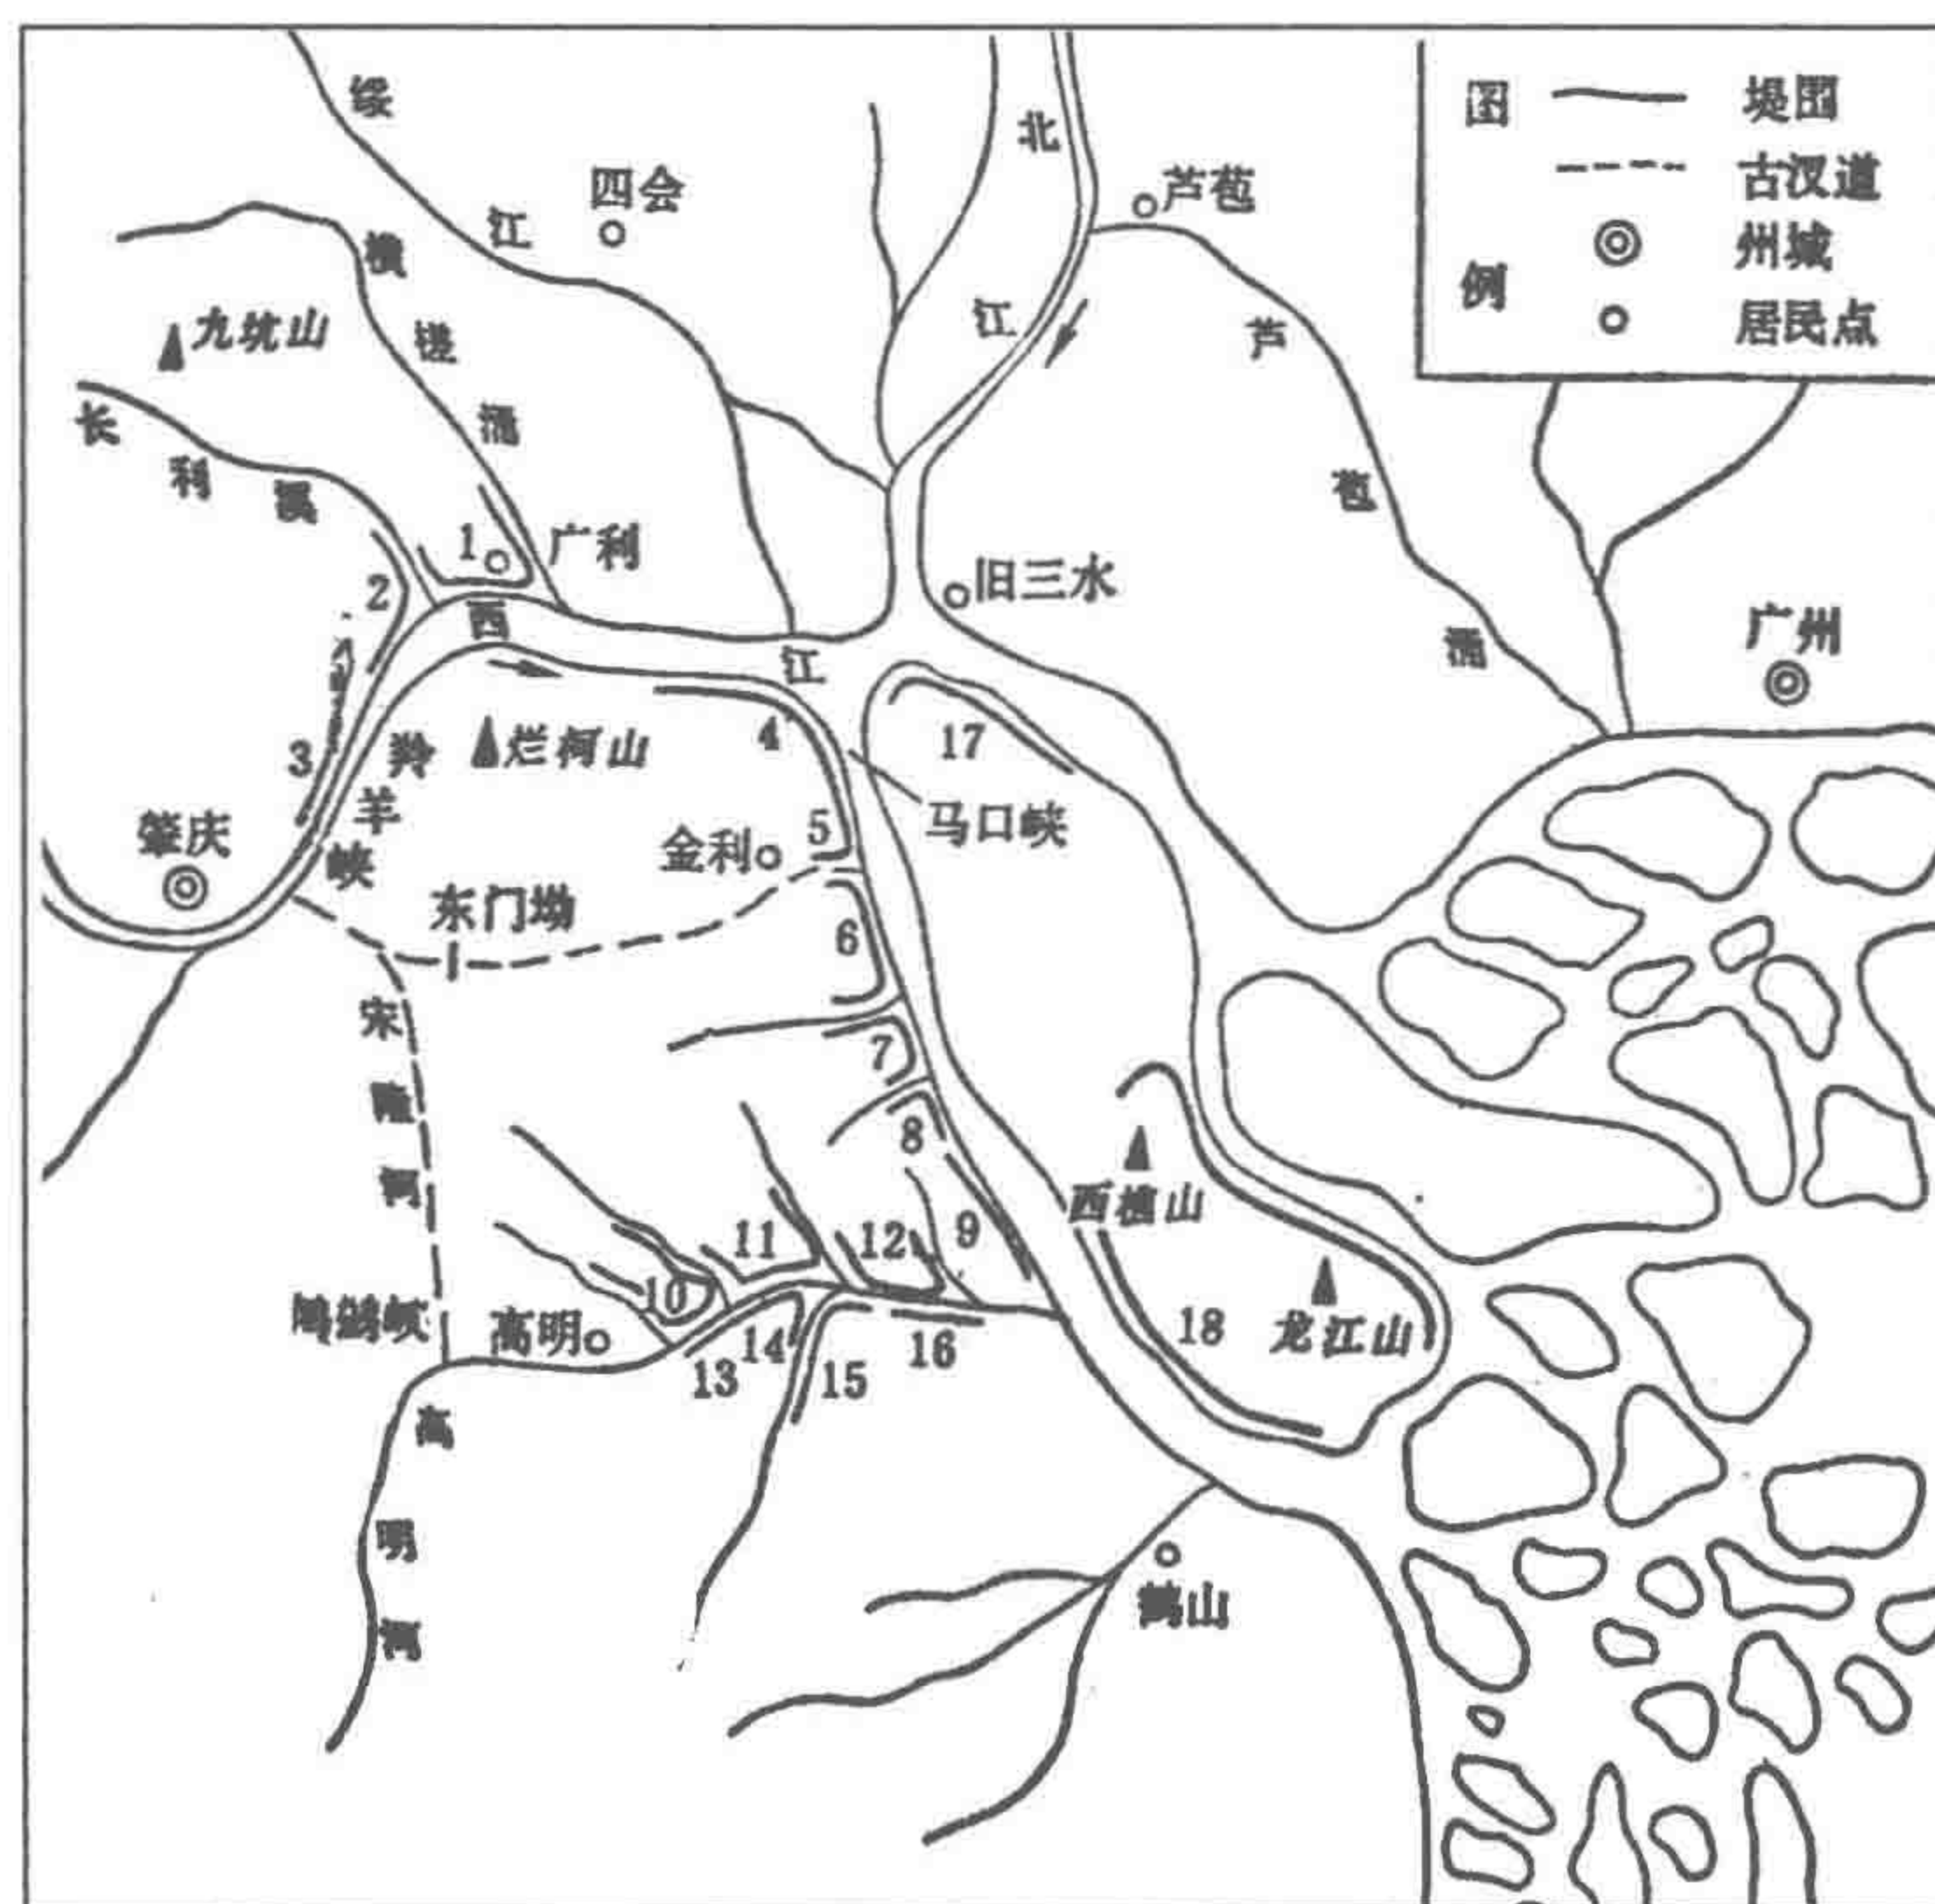 图例
堤围
古汊道
州城
居民点
绥江
四会
北江
芦苞
芦苞涌
横槎涌
九坑山
长利溪
1
广利
2
西江
旧三水
广州
3
羚羊峡
烂柯山
4
17
马口峡
肇庆
金利
5
东门坳
6
宋隆河
7
8
西樵山
9
10
11
12
高明
13
14
15
16
18
龙江山
高明河
鹤山